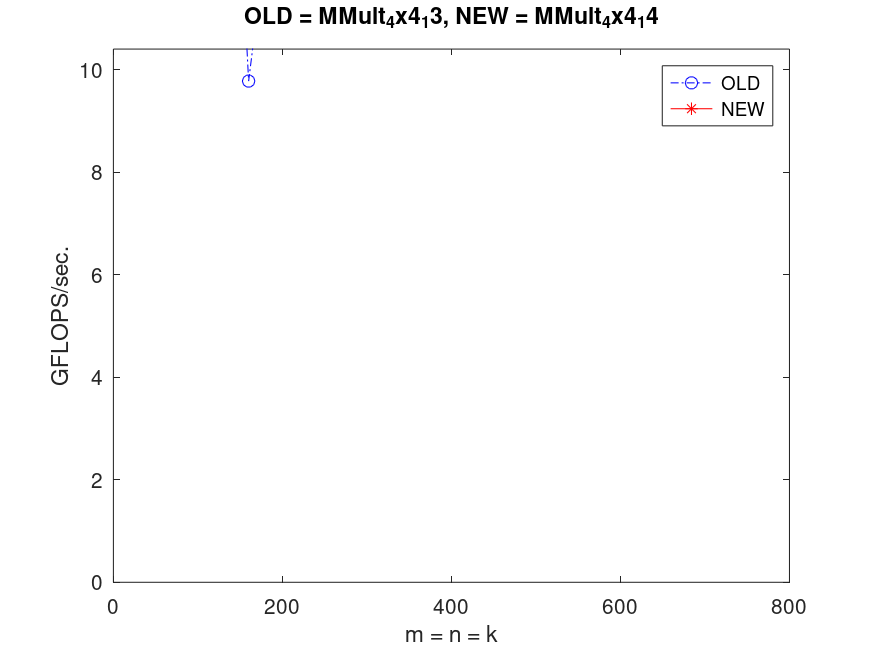 OLD = MMult₄x4₁3, NEW = MMult₄x4₁4
10
8
6
4
2
0
GFLOPS/sec.
OLD
NEW
0 200 400 600 800
m = n = k